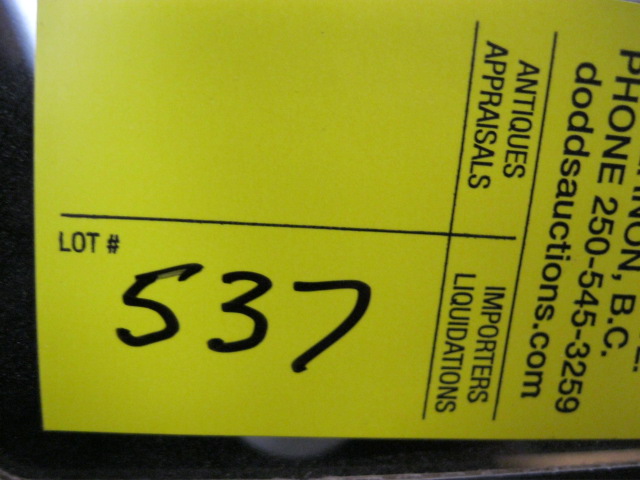 PHONE 250-545-3259
doddsauctions.com
ANTIQUES
APPRAISALS
IMPORTERS
LIQUIDATIONS
LOT #
537